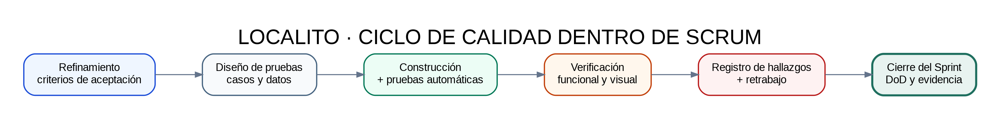 LOCALITO · CICLO DE CALIDAD DENTRO DE SCRUM
Refinamiento
criterios de aceptación
Diseño de pruebas
casos y datos
Construcción
+ pruebas automáticas
Verificación
funcional y visual
Registro de hallazgos
+ retrabajo
Cierre del Sprint
DoD y evidencia